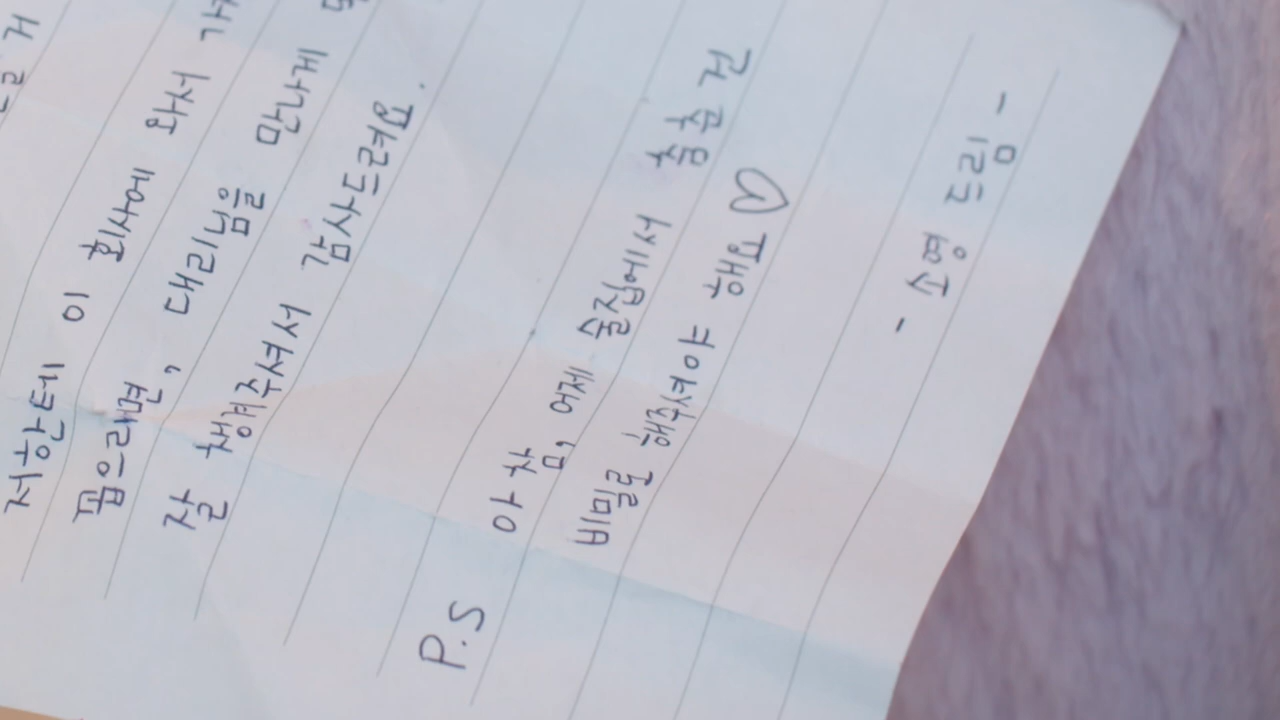 저한테 이 회사에 와서
뽑으라면, 대리님을 만나게
잘 챙겨주셔서 감사드려요.
P.S 아 참, 어제 술집에서 춤춘 건
비밀로 해주셔야 해요 ♡
- 소영 드림 -